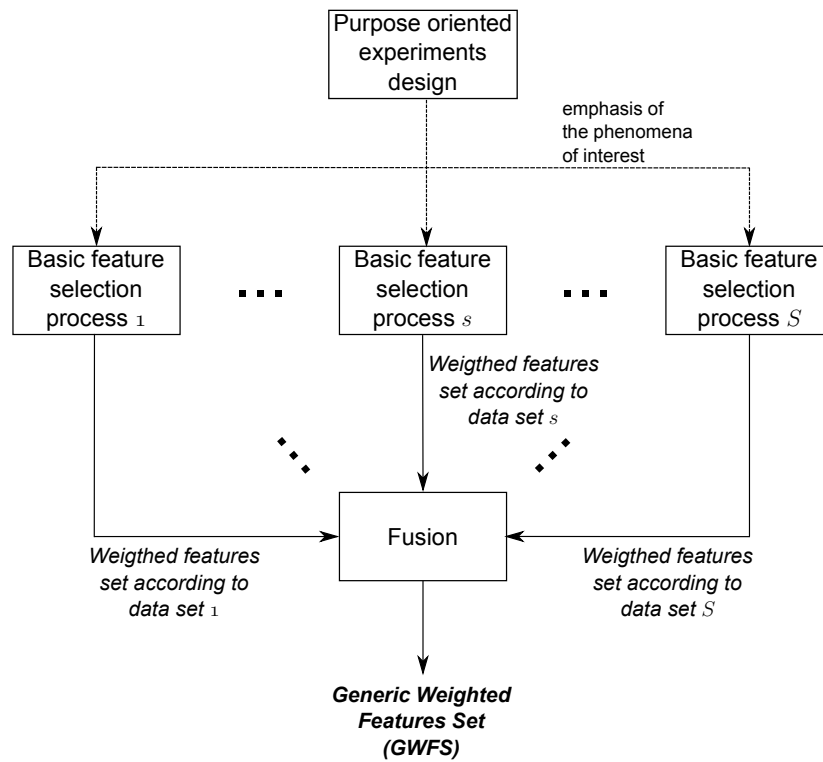 Purpose oriented
experiments
design
emphasis of
the phenomena
of interest
Basic feature
selection
process 1
Basic feature
selection
process s
Basic feature
selection
process S
Weigthed features
set according to
data set s
Fusion
Weigthed features
set according to
data set 1
Weigthed features
set according to
data set S
Generic Weighted
Features Set
(GWFS)